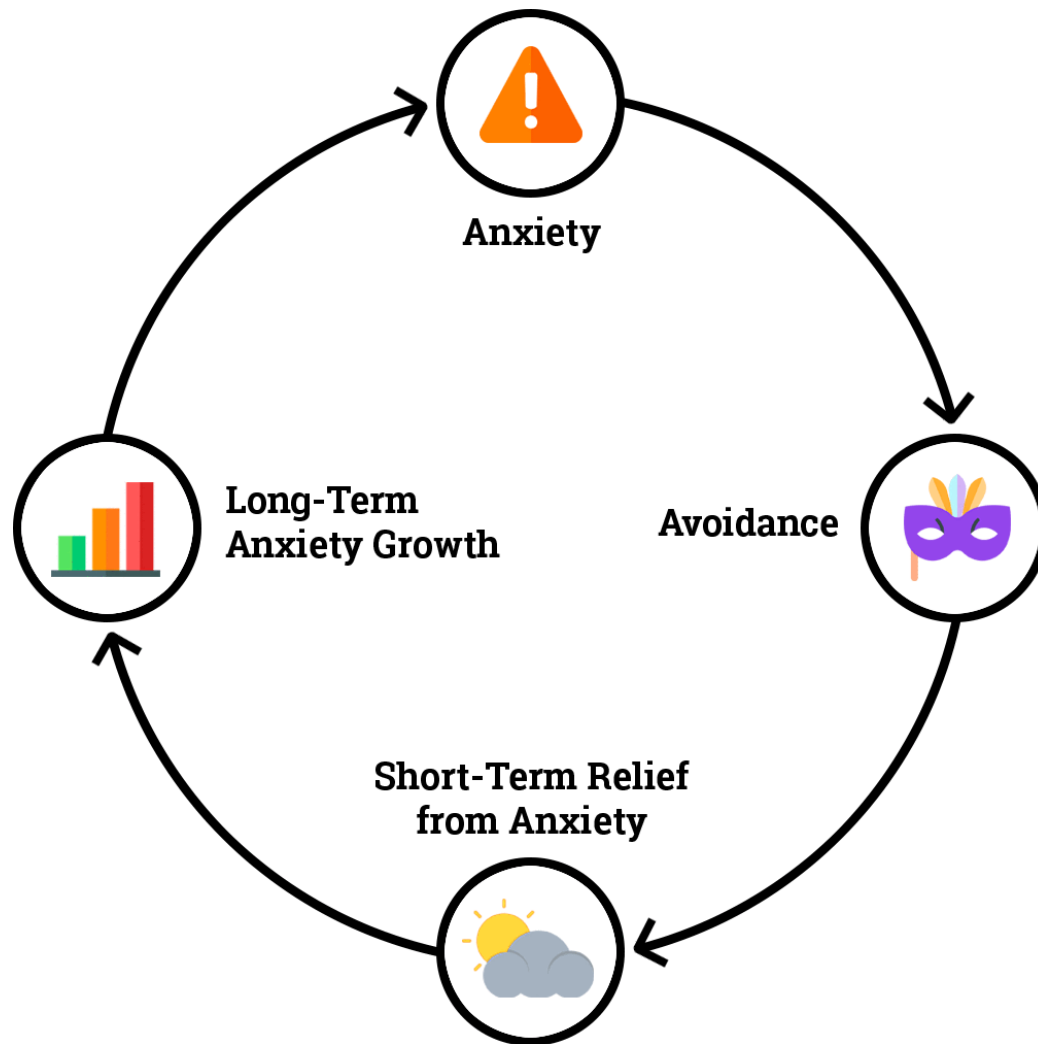 Anxiety
Avoidance
Short-Term Relief
from Anxiety
Long-Term
Anxiety Growth